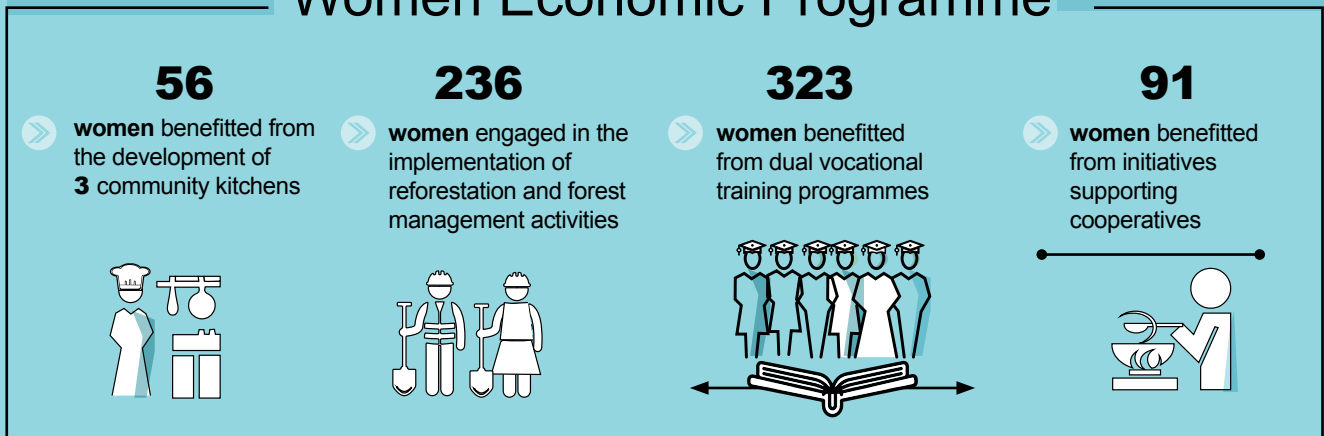 Women Economic Programme
56
women benefitted from
the development of
3 community kitchens
236
women engaged in the
implementation of
reforestation and forest
management activities
323
women benefitted
from dual vocational
training programmes
91
women benefitted
from initiatives
supporting
cooperatives